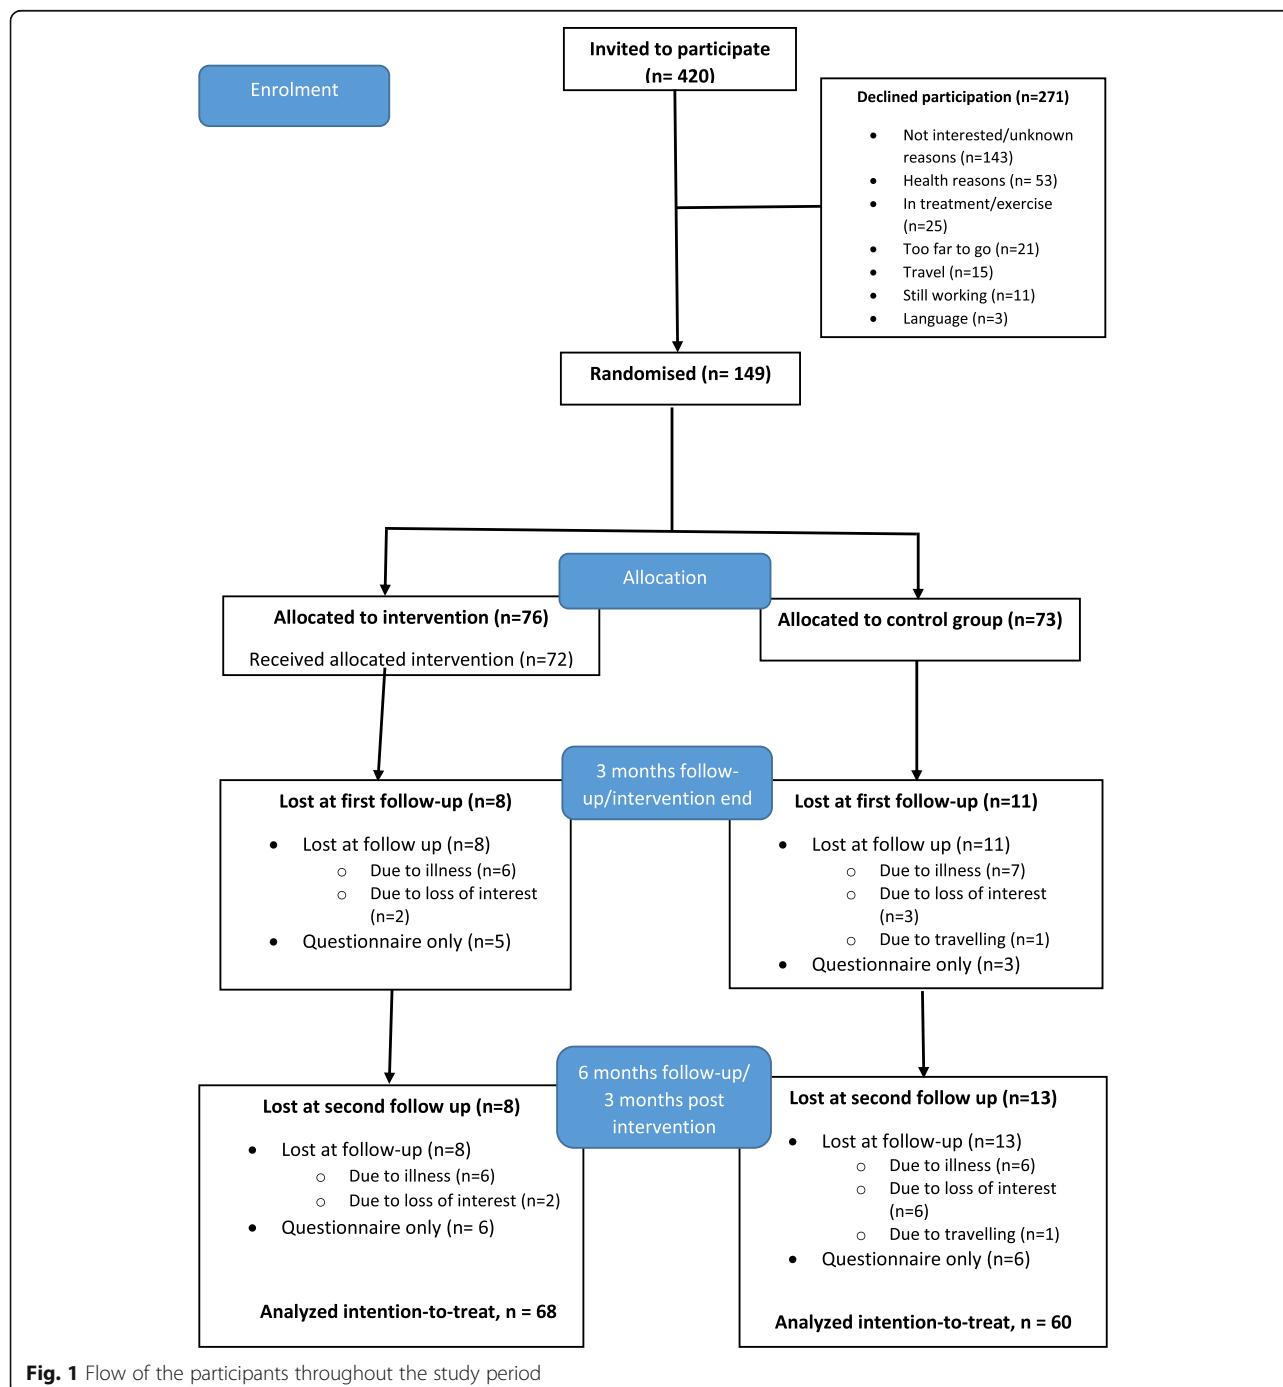 Invited to participate
(n= 420)
Enrolment
Declined participation (n=271)
• Not interested/unknown
reasons (n=143)
• Health reasons (n= 53)
• In treatment/exercise
(n=25)
• Too far to go (n=21)
• Travel (n=15)
• Still working (n=11)
• Language (n=3)
Randomised (n= 149)
Allocation
Allocated to intervention (n=76)
Received allocated intervention (n=72)
Allocated to control group (n=73)
3 months follow-
up/intervention end
Lost at first follow-up (n=8)
• Lost at follow up (n=8)
o Due to illness (n=6)
o Due to loss of interest
(n=2)
• Questionnaire only (n=5)
Lost at first follow-up (n=11)
• Lost at follow up (n=11)
o Due to illness (n=7)
o Due to loss of interest
(n=3)
o Due to travelling (n=1)
• Questionnaire only (n=3)
6 months follow-up/
3 months post
intervention
Lost at second follow up (n=8)
• Lost at follow-up (n=8)
o Due to illness (n=6)
o Due to loss of interest (n=2)
• Questionnaire only (n= 6)
Analyzed intention-to-treat, n = 68
Lost at second follow up (n=13)
• Lost at follow-up (n=13)
o Due to illness (n=6)
o Due to loss of interest
(n=6)
o Due to travelling (n=1)
• Questionnaire only (n=6)
Analyzed intention-to-treat, n = 60
Fig. 1 Flow of the participants throughout the study period